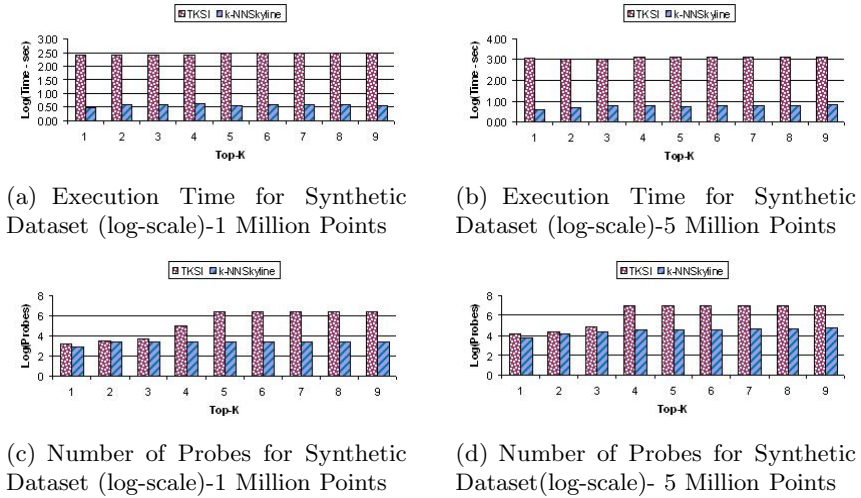 TKSI k-NNSkyline
3.00
2.50
2.00
1.50
1.00
0.50
0.00
Log(Time - sec)
1 2 3 4 5 6 7 8 9
Top-K
(a) Execution Time for Synthetic
Dataset (log-scale)-1 Million Points
TKSI k-NNSkyline
4.00
3.00
2.00
1.00
0.00
Log(Time - sec)
1 2 3 4 5 6 7 8 9
Top-K
(b) Execution Time for Synthetic
Dataset (log-scale)-5 Million Points
TKSI k-NNSkyline
8
6
4
2
0
Log(Probes)
1 2 3 4 5 6 7 8 9
Top-K
(c) Number of Probes for Synthetic
Dataset (log-scale)-1 Million Points
TKSI k-NNSkyline
8
6
4
2
0
Log(Probes)
1 2 3 4 5 6 7 8 9
Top-K
(d) Number of Probes for Synthetic
Dataset(log-scale)- 5 Million Points